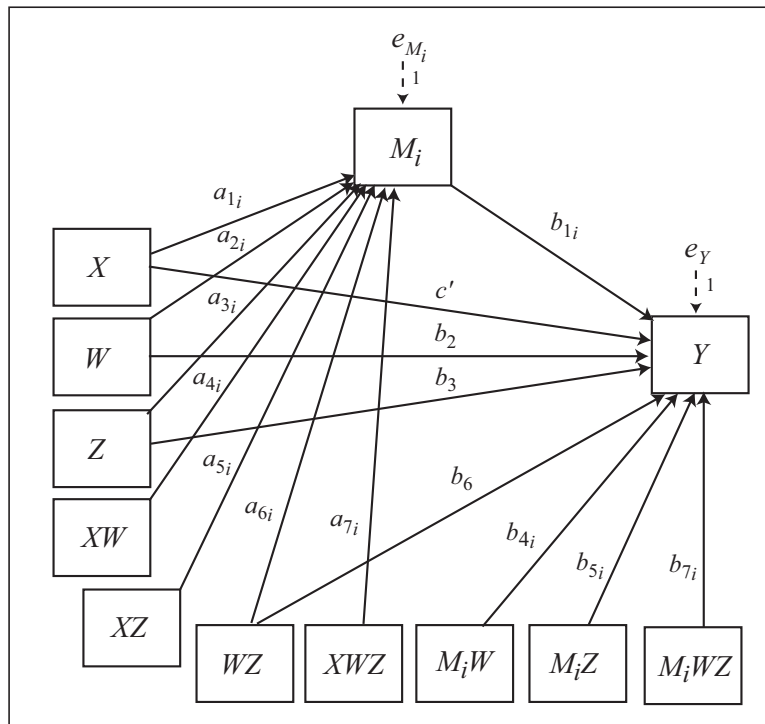 e_{M_i}
1
M_i
a_{1i}
a_{2i}
b_{1i}
X
e_Y
1
a_{3i}
c'
W
b_2
Y
a_{4i}
b_3
Z
a_{5i}
b_6
a_{6i}
a_{7i}
XW
b_{4i}
b_{5i}
b_{7i}
XZ
WZ
XWZ
M_iW
M_iZ
M_iWZ